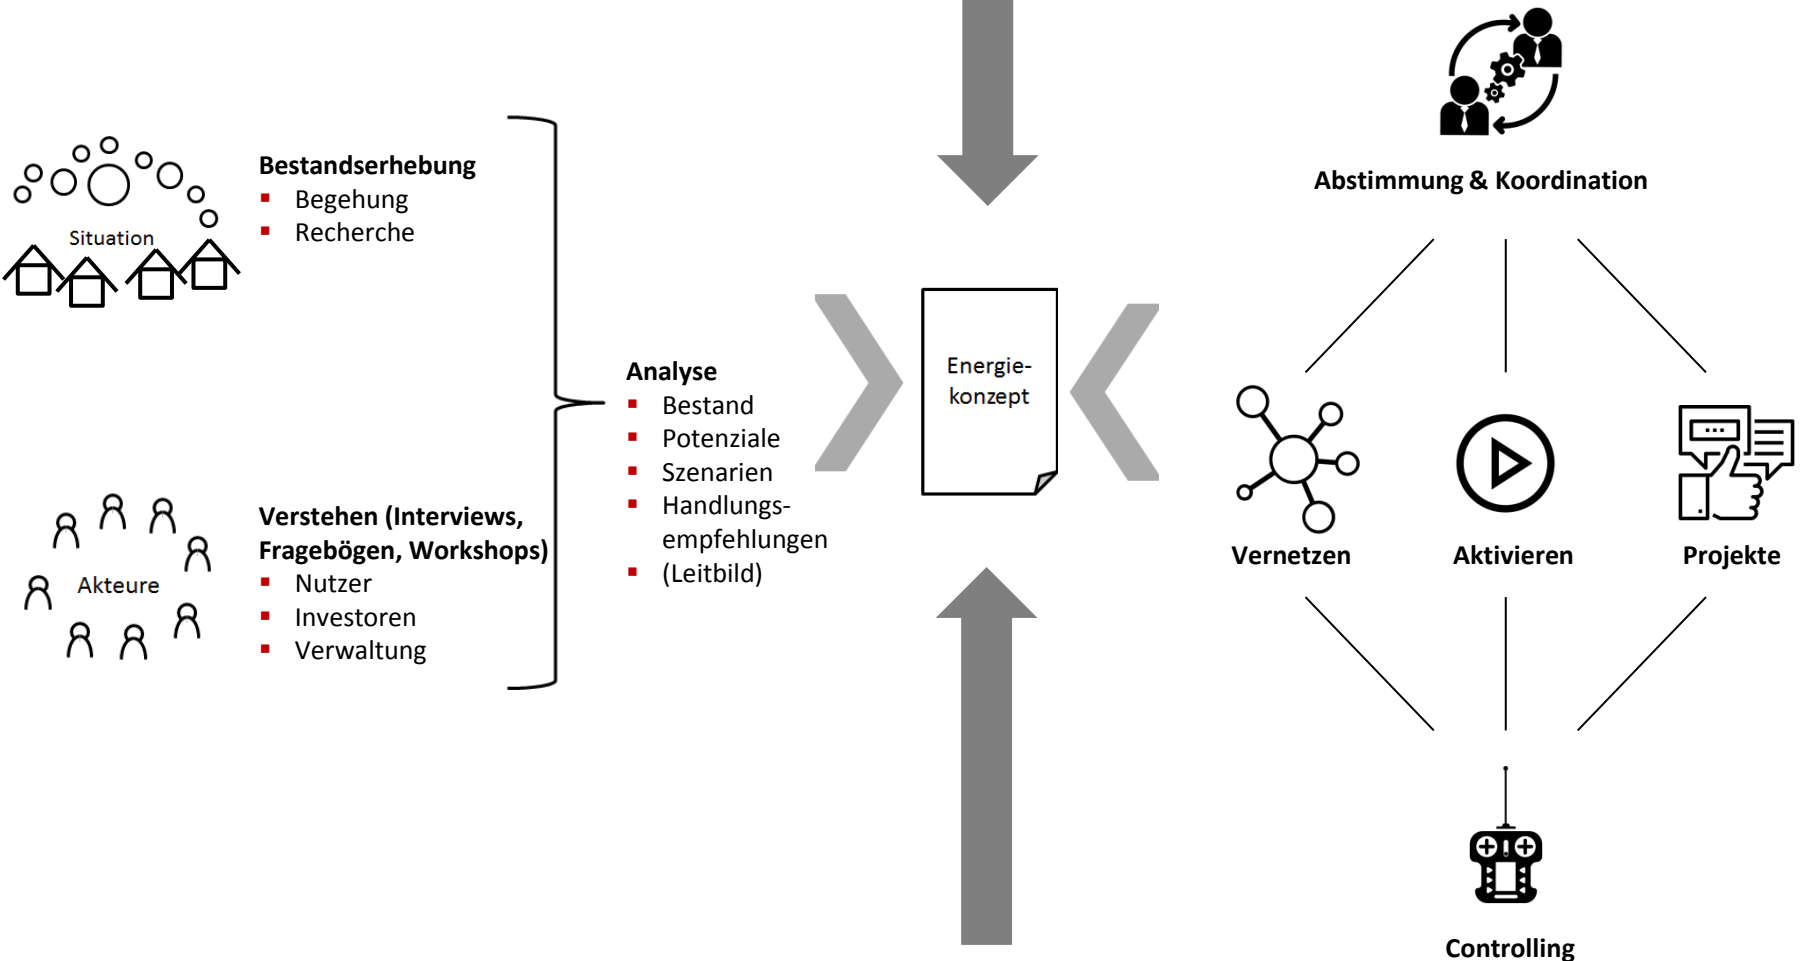 Situation
Bestandserhebung
Begehung
Recherche
Akteure
Verstehen (Interviews,
Fragebögen, Workshops)
Nutzer
Investoren
Verwaltung
Analyse
Bestand
Potenziale
Szenarien
Handlungs-
empfehlungen
(Leitbild)
Energie-
konzept
Abstimmung & Koordination
Vernetzen
Aktivieren
Projekte
Controlling